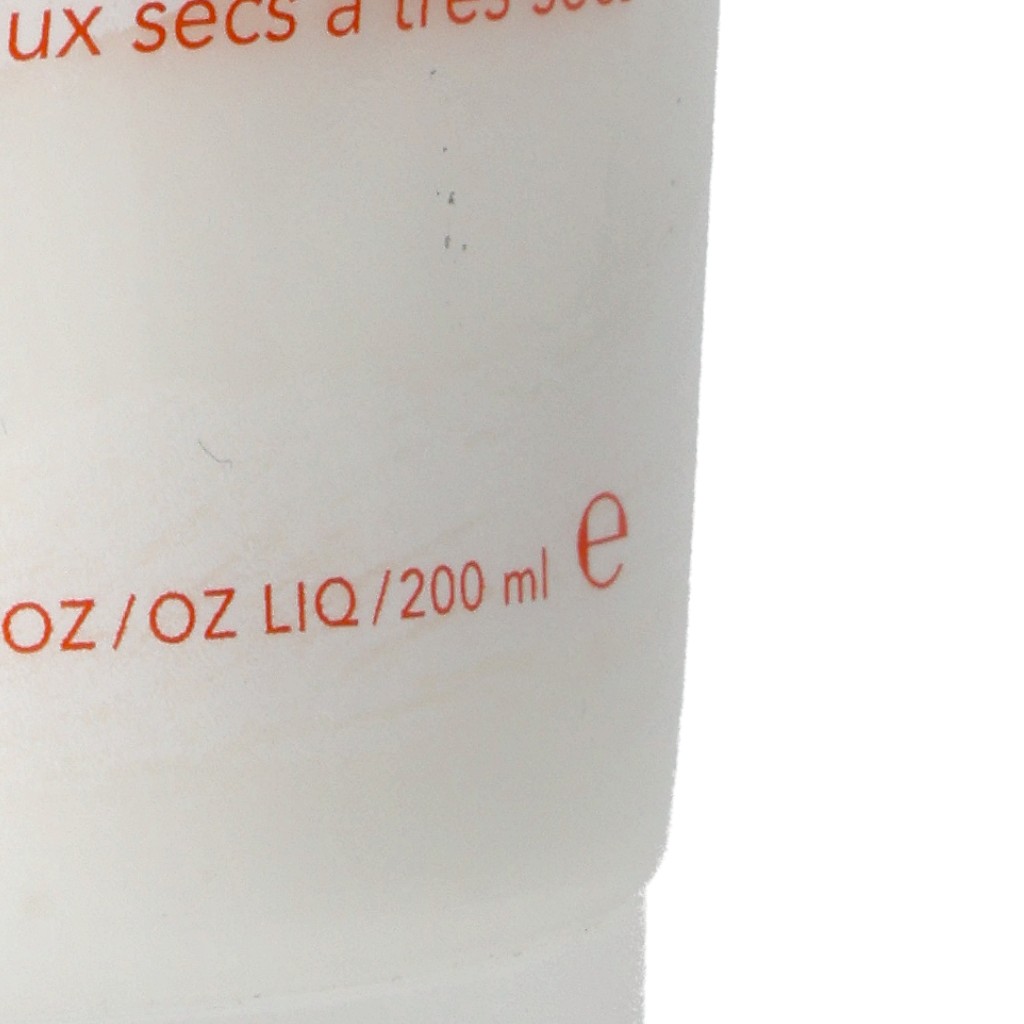 ux secs à très
OZ / OZ LIQ / 200 ml e